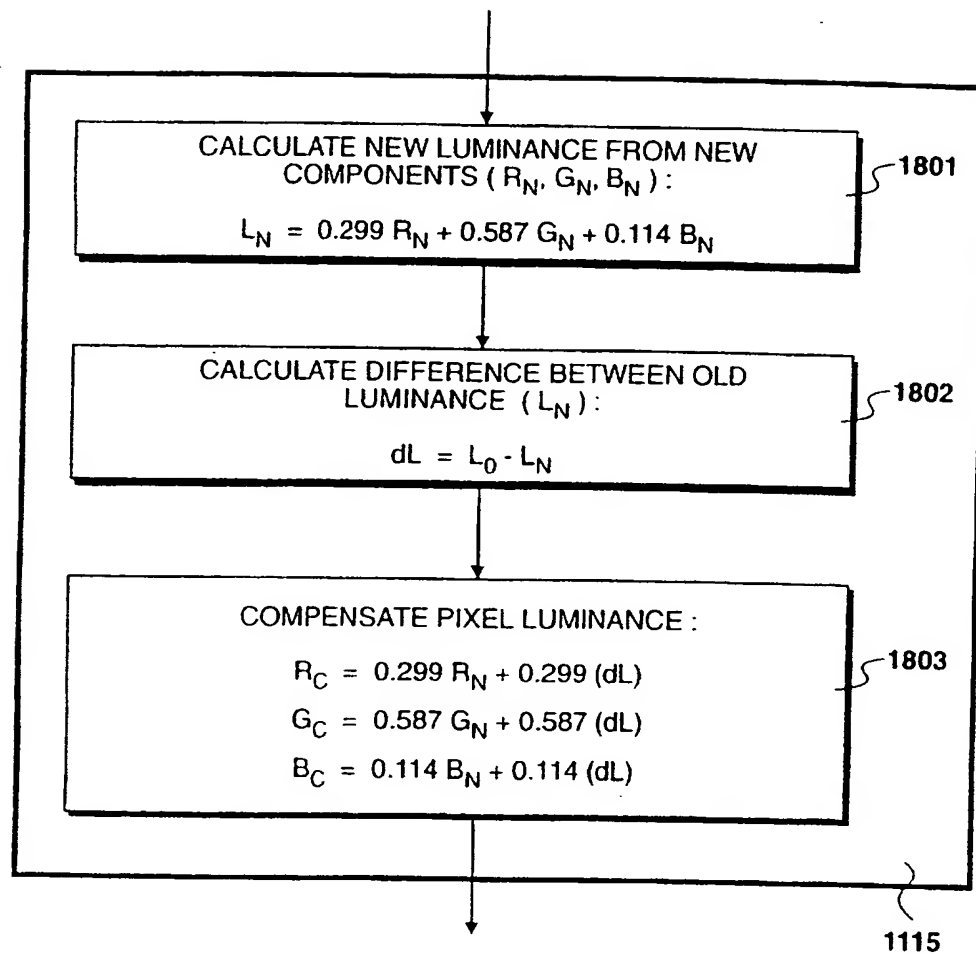 CALCULATE NEW LUMINANCE FROM NEW
COMPONENTS ( R_N, G_N, B_N ) :
L_N = 0.299 R_N + 0.587 G_N + 0.114 B_N
1801
CALCULATE DIFFERENCE BETWEEN OLD
LUMINANCE ( L_N ) :
dL = L_0 - L_N
1802
COMPENSATE PIXEL LUMINANCE :
R_C = 0.299 R_N + 0.299 (dL)
G_C = 0.587 G_N + 0.587 (dL)
B_C = 0.114 B_N + 0.114 (dL)
1803
1115